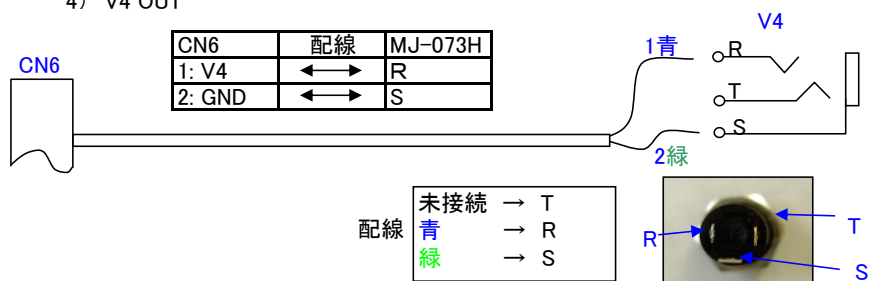 4) V4 OUT
V4
CN6 配線 MJ-073H
1: V4 ←→ R
2: GND ←→ S
CN6
1青
R
T
S
2緑
配線
未接続 → T
青 → R
緑 → S
R
T
S